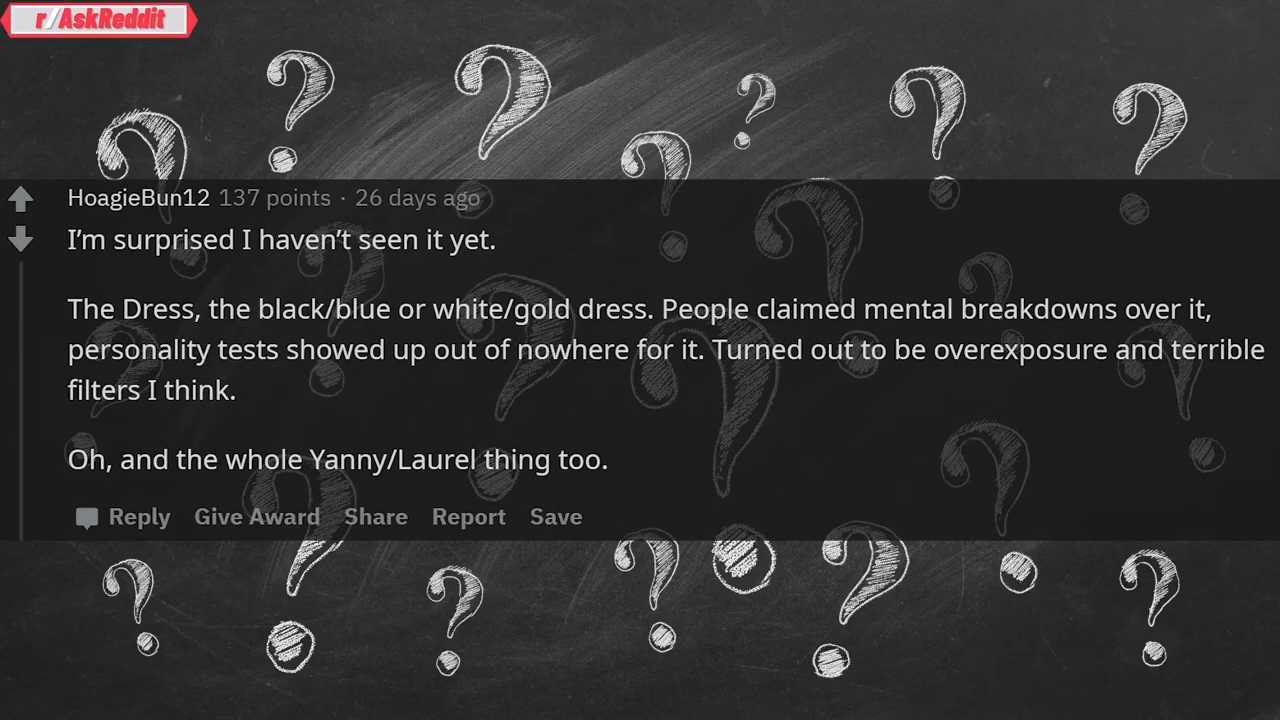 r/AskReddit
HoagieBun12 137 points · 26 days ago
I’m surprised I haven’t seen it yet.
The Dress, the black/blue or white/gold dress. People claimed mental breakdowns over it,
personality tests showed up out of nowhere for it. Turned out to be overexposure and terrible
filters I think.
Oh, and the whole Yanny/Laurel thing too.
Reply Give Award Share Report Save